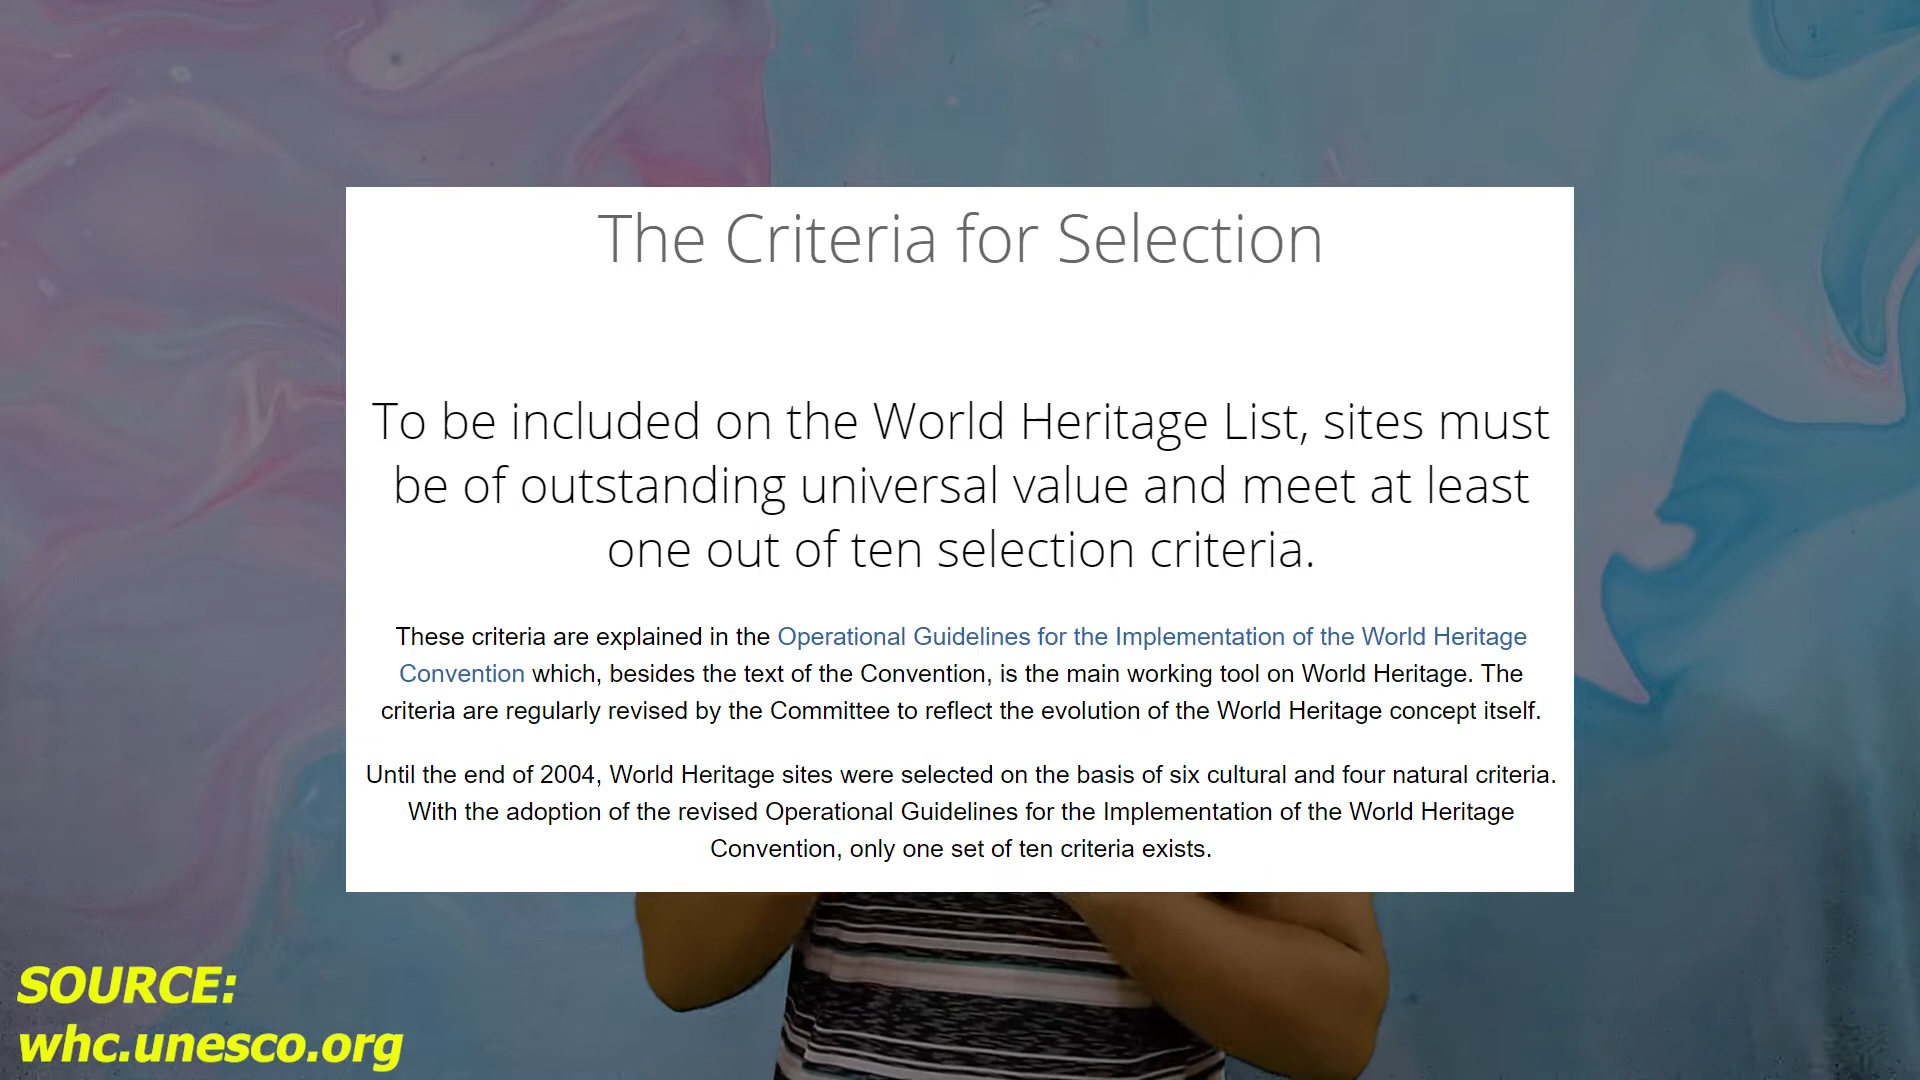 The Criteria for Selection
To be included on the World Heritage List, sites must
be of outstanding universal value and meet at least
one out of ten selection criteria.
These criteria are explained in the Operational Guidelines for the Implementation of the World Heritage
Convention which, besides the text of the Convention, is the main working tool on World Heritage. The
criteria are regularly revised by the Committee to reflect the evolution of the World Heritage concept itself.
Until the end of 2004, World Heritage sites were selected on the basis of six cultural and four natural criteria.
With the adoption of the revised Operational Guidelines for the Implementation of the World Heritage
Convention, only one set of ten criteria exists.
SOURCE:
whc.unesco.org